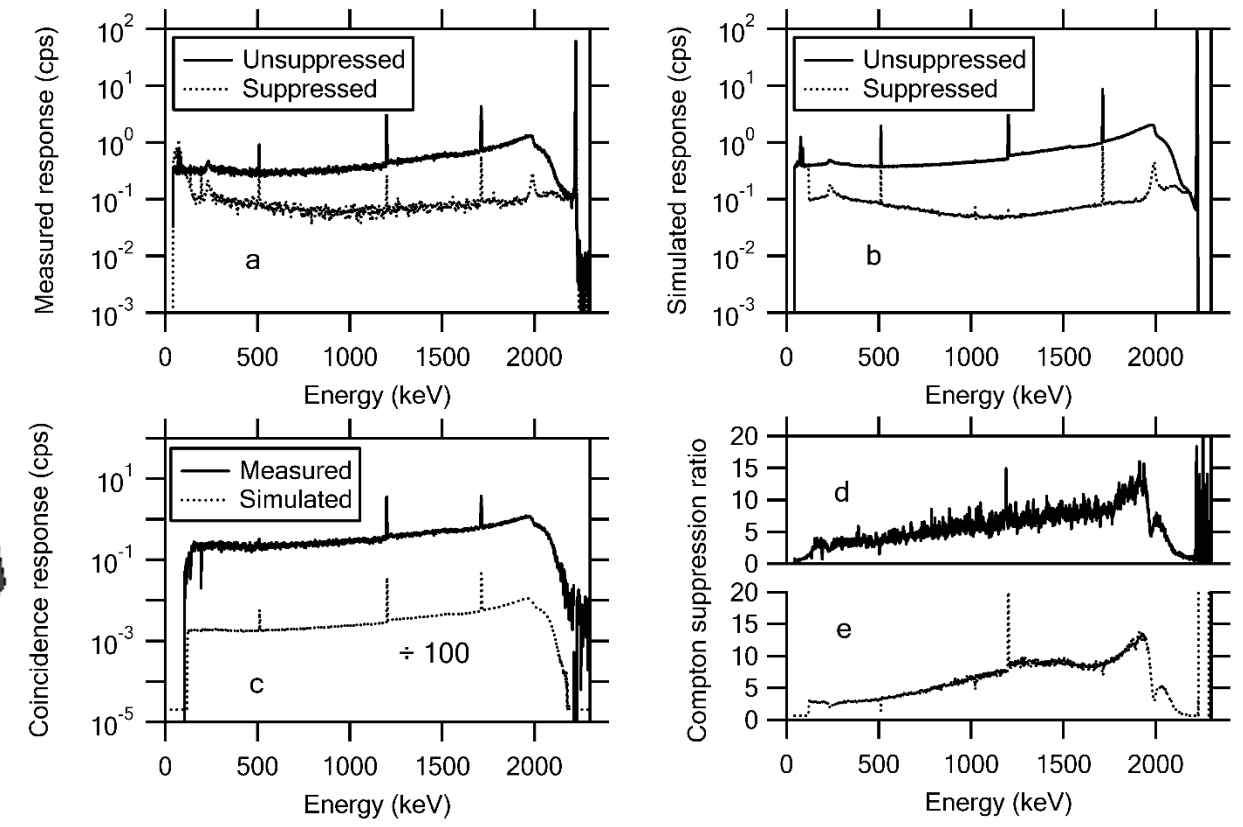 Measured response (cps)
10² 10¹ 10⁰ 10⁻¹ 10⁻² 10⁻³
Unsuppressed
Suppressed
a
0 500 1000 1500 2000
Energy (keV)
Simulated response (cps)
10² 10¹ 10⁰ 10⁻¹ 10⁻² 10⁻³
Unsuppressed
Suppressed
b
0 500 1000 1500 2000
Energy (keV)
Coincidence response (cps)
10¹ 10⁻¹ 10⁻³ 10⁻⁵
Measured
Simulated
÷ 100
c
0 500 1000 1500 2000
Energy (keV)
Compton suppression ratio
20 15 10 5 0
d
20 15 10 5 0
e
0 500 1000 1500 2000
Energy (keV)